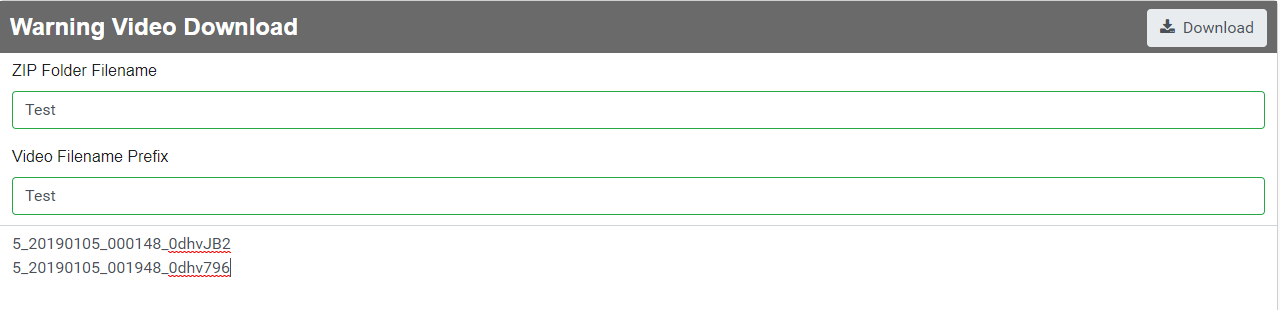 Warning Video Download
Download
ZIP Folder Filename
Test
Video Filename Prefix
Test
5_20190105_000148_0dhvJB2
5_20190105_001948_0dhv796